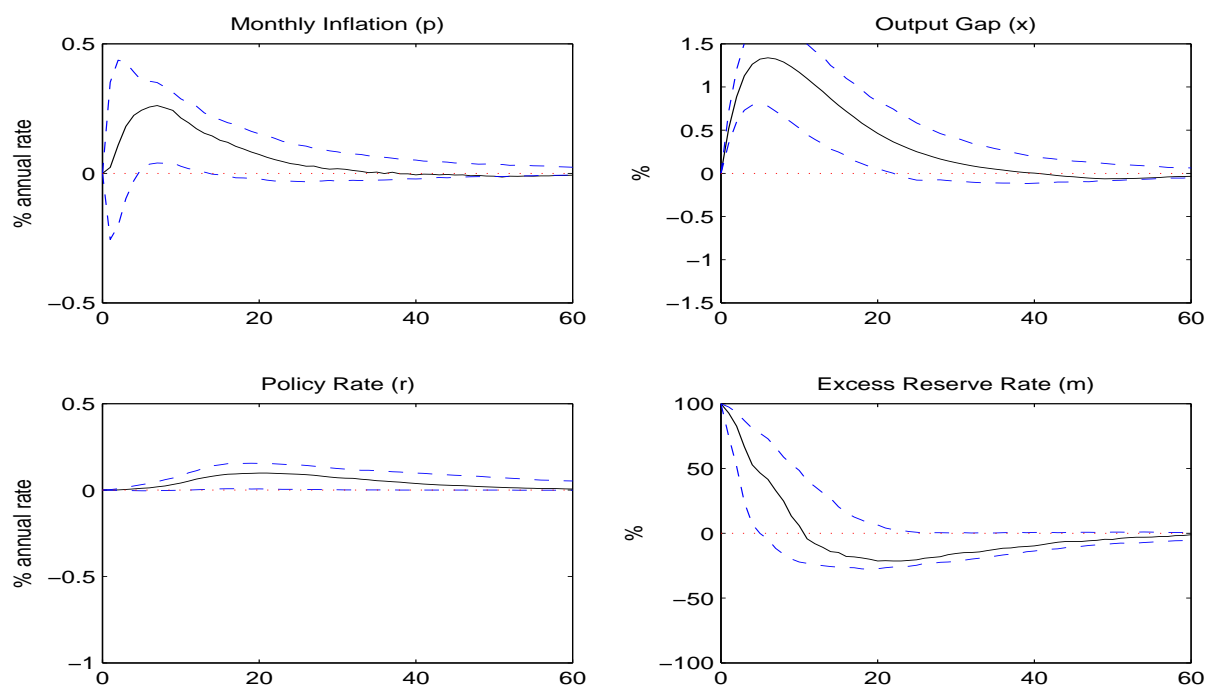 Monthly Inflation (p)
0.5
0
−0.5
% annual rate
0 20 40 60
Output Gap (x)
1.5
1
0.5
0
−0.5
−1
−1.5
%
0 20 40 60
Policy Rate (r)
0.5
0
−0.5
−1
% annual rate
0 20 40 60
Excess Reserve Rate (m)
100
50
0
−50
−100
%
0 20 40 60